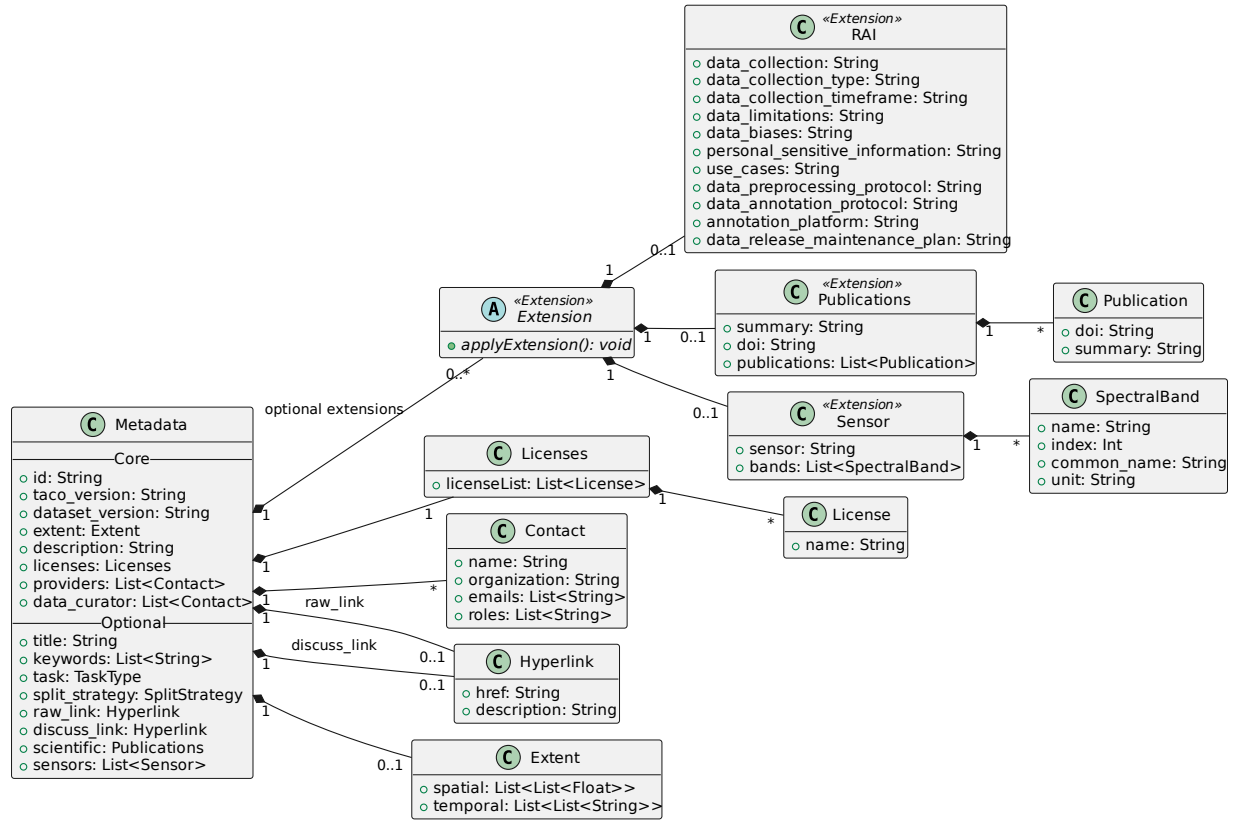 C
«Extension»
RAI
data_collection: String
data_collection_type: String
data_collection_timeframe: String
data_limitations: String
data_biases: String
personal_sensitive_information: String
use_cases: String
data_preprocessing_protocol: String
data_annotation_protocol: String
annotation_platform: String
data_release_maintenance_plan: String
0..1
1
A
«Extension»
Extension
applyExtension(): void
1
0..1
1
0..1
0..*
C
«Extension»
Publications
summary: String
doi: String
publications: List<Publication>
1
*
C
Publication
doi: String
summary: String
C
«Extension»
Sensor
sensor: String
bands: List<SpectralBand>
1
*
C
SpectralBand
name: String
index: Int
common_name: String
unit: String
optional extensions
C
Metadata
Core
id: String
taco_version: String
dataset_version: String
extent: Extent
description: String
licenses: Licenses
providers: List<Contact>
data_curator: List<Contact>
Optional
title: String
keywords: List<String>
task: TaskType
split_strategy: SplitStrategy
raw_link: Hyperlink
discuss_link: Hyperlink
scientific: Publications
sensors: List<Sensor>
1
1
1
1
1
1
C
Licenses
licenseList: List<License>
1
1
*
C
License
name: String
C
Contact
name: String
organization: String
emails: List<String>
roles: List<String>
*
raw_link
discuss_link
0..1
0..1
C
Hyperlink
href: String
description: String
0..1
C
Extent
spatial: List<List<Float>>
temporal: List<List<String>>